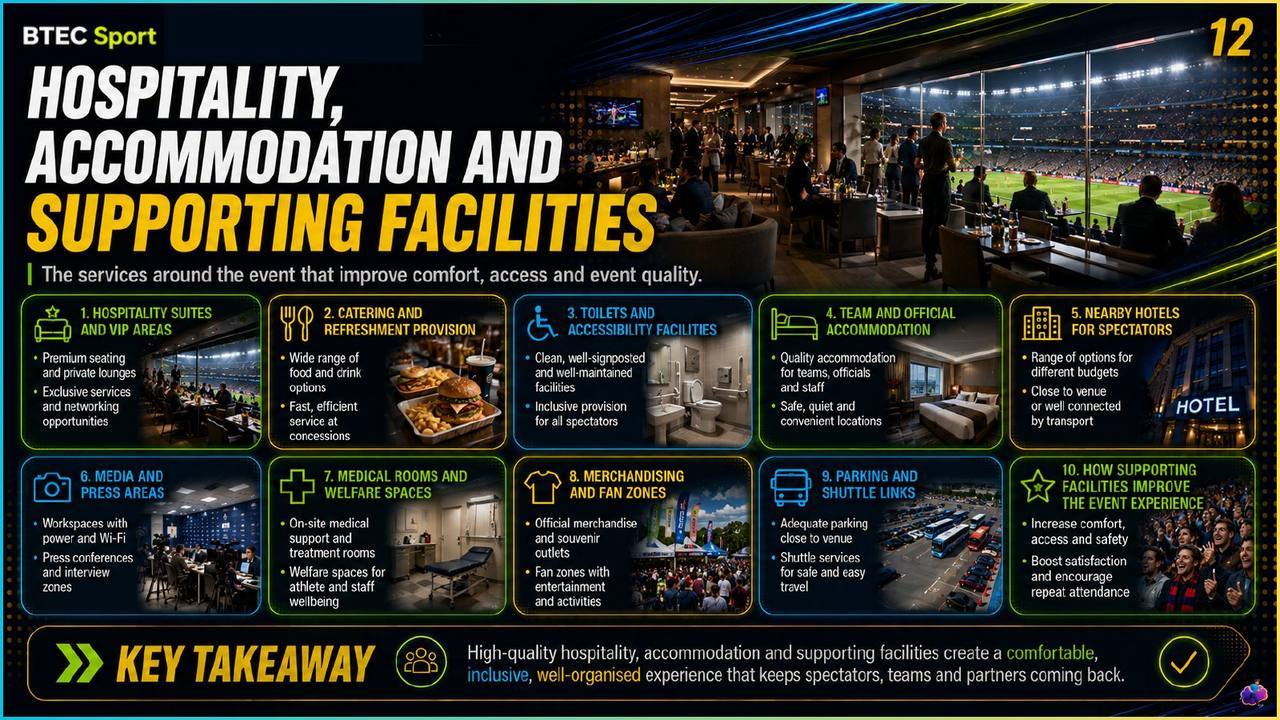 BTEC Sport
12
HOSPITALITY,
ACCOMMODATION AND
SUPPORTING FACILITIES
The services around the event that improve comfort, access and event quality.
1. HOSPITALITY SUITES
AND VIP AREAS
• Premium seating
and private lounges
• Exclusive services
and networking
opportunities
2. CATERING AND
REFRESHMENT PROVISION
• Wide range of
food and drink
options
• Fast, efficient
service at
concessions
3. TOILETS AND
ACCESSIBILITY FACILITIES
• Clean, well-signposted
and well-maintained
facilities
• Inclusive provision
for all spectators
4. TEAM AND OFFICIAL
ACCOMMODATION
• Quality accommodation
for teams, officials
and staff
• Safe, quiet and
convenient locations
5. NEARBY HOTELS
FOR SPECTATORS
• Range of options for
different budgets
• Close to venue
or well connected
by transport
HOTEL
6. MEDIA AND
PRESS AREAS
• Workspaces with
power and Wi-Fi
• Press conferences
and interview
zones
7. MEDICAL ROOMS AND
WELFARE SPACES
• On-site medical
support and
treatment rooms
• Welfare spaces for
athlete and staff
wellbeing
8. MERCHANDISING
AND FAN ZONES
• Official merchandise
and souvenir
outlets
• Fan zones with
entertainment
and activities
9. PARKING AND
SHUTTLE LINKS
• Adequate parking
close to venue
• Shuttle services
for safe and easy
travel
10. HOW SUPPORTING
FACILITIES IMPROVE
THE EVENT EXPERIENCE
• Increase comfort,
access and safety
• Boost satisfaction
and encourage
repeat attendance
KEY TAKEAWAY
High-quality hospitality, accommodation and supporting facilities create a comfortable,
inclusive, well-organised experience that keeps spectators, teams and partners coming back.